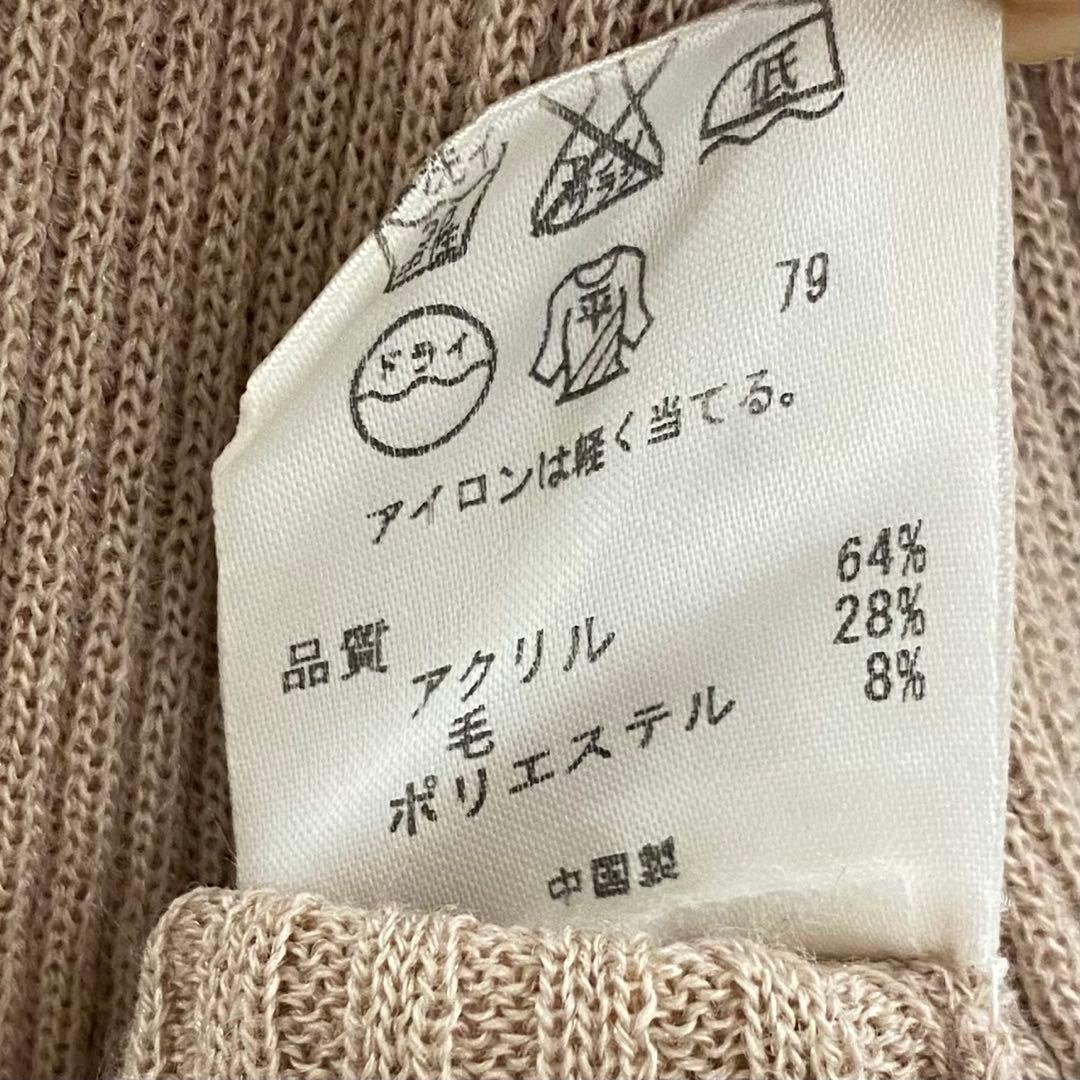 低
ドライ
平
79
アイロンは軽く当てる。
品質 アクリル 64%
毛 28%
ポリエステル 8%
中国製